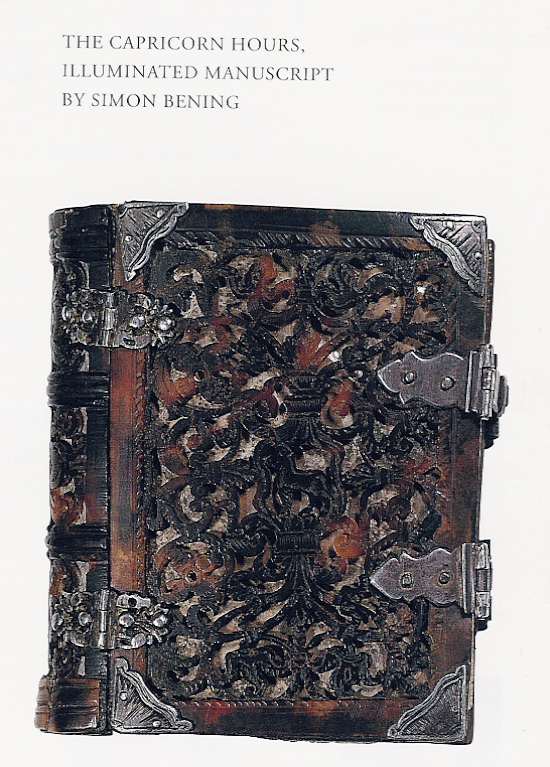 THE CAPRICORN HOURS,
ILLUMINATED MANUSCRIPT
BY SIMON BENING